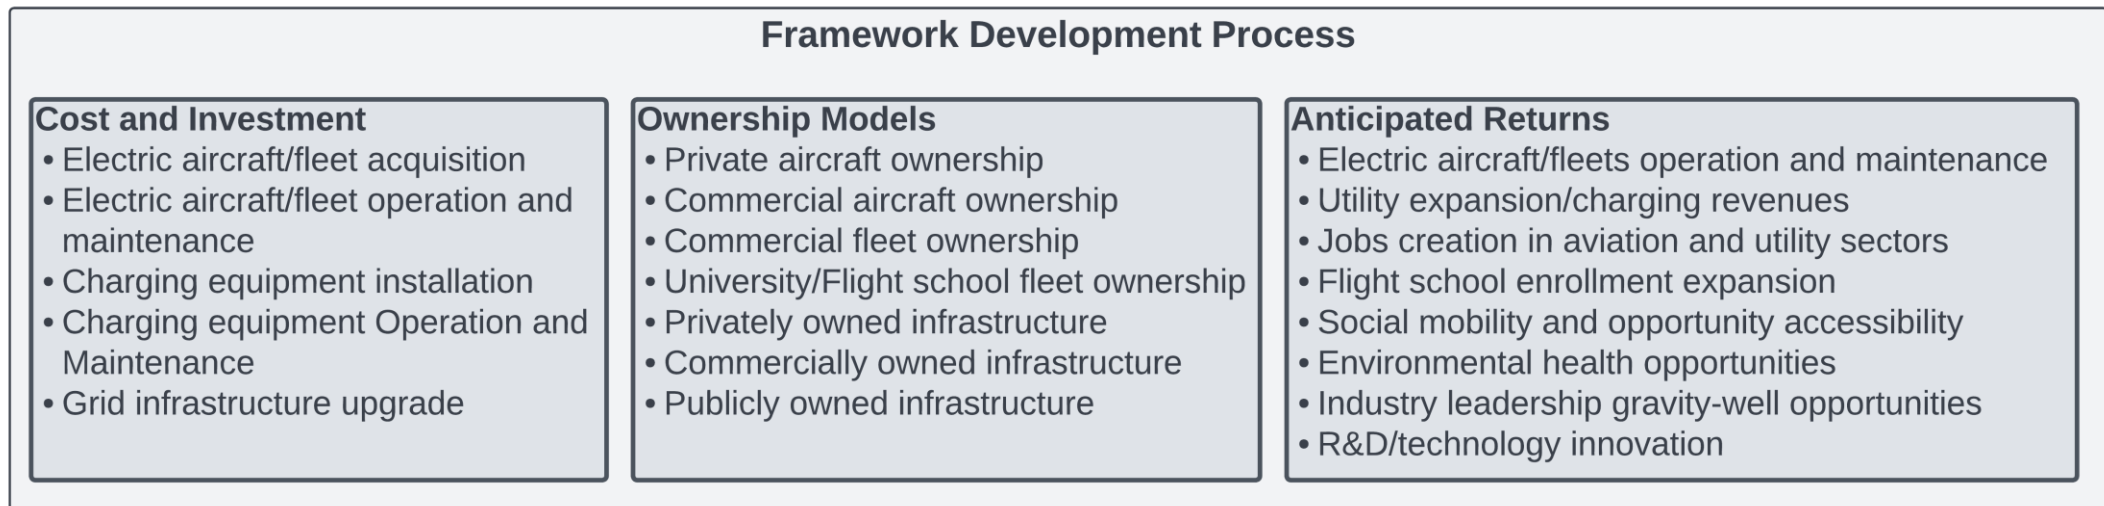 Framework Development Process
Cost and Investment
• Electric aircraft/fleet acquisition
• Electric aircraft/fleet operation and
maintenance
• Charging equipment installation
• Charging equipment Operation and
Maintenance
• Grid infrastructure upgrade
Ownership Models
• Private aircraft ownership
• Commercial aircraft ownership
• Commercial fleet ownership
• University/Flight school fleet ownership
• Privately owned infrastructure
• Commercially owned infrastructure
• Publicly owned infrastructure
Anticipated Returns
• Electric aircraft/fleets operation and maintenance
• Utility expansion/charging revenues
• Jobs creation in aviation and utility sectors
• Flight school enrollment expansion
• Social mobility and opportunity accessibility
• Environmental health opportunities
• Industry leadership gravity-well opportunities
• R&D/technology innovation